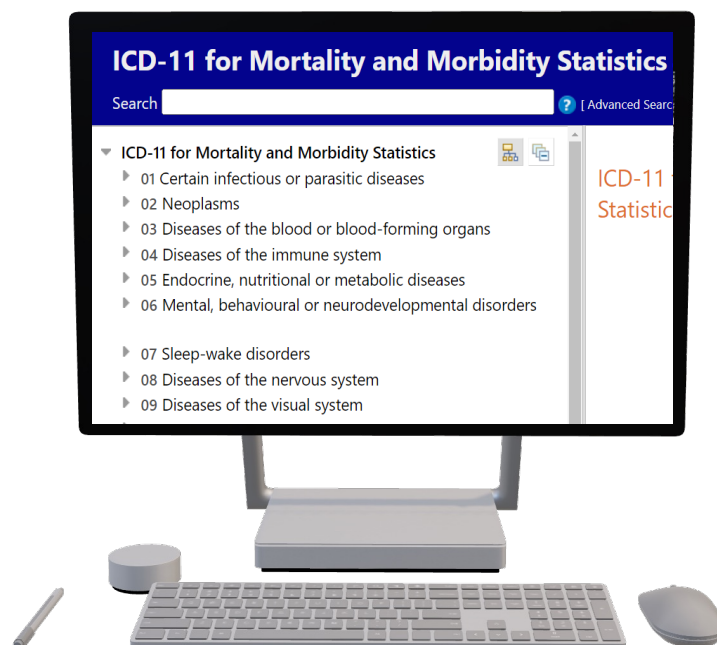 ICD-11 for Mortality and Morbidity Statistics
Search
? [ Advanced Searc
ICD-11 for Mortality and Morbidity Statistics
01 Certain infectious or parasitic diseases
02 Neoplasms
03 Diseases of the blood or blood-forming organs
04 Diseases of the immune system
05 Endocrine, nutritional or metabolic diseases
06 Mental, behavioural or neurodevelopmental disorders
07 Sleep-wake disorders
08 Diseases of the nervous system
09 Diseases of the visual system
ICD-11
Statistic